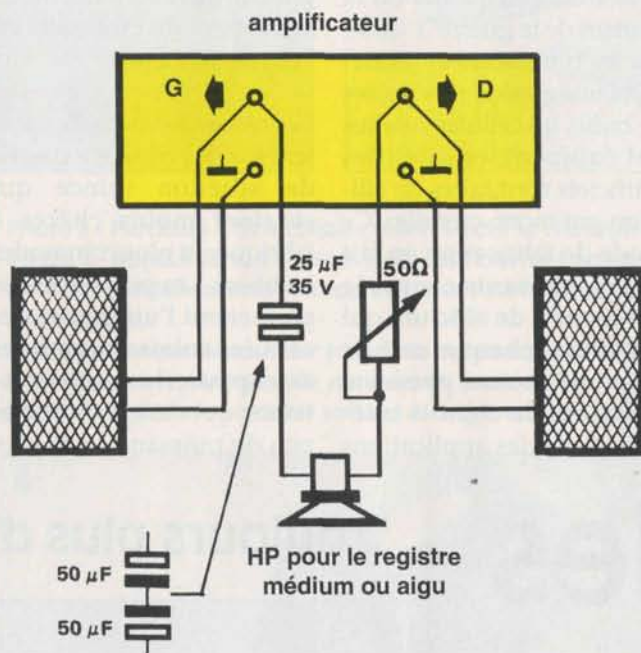 amplificateur
G
D
25 µF
35 V
50Ω
HP pour le registre
médium ou aigu
50 µF
50 µF